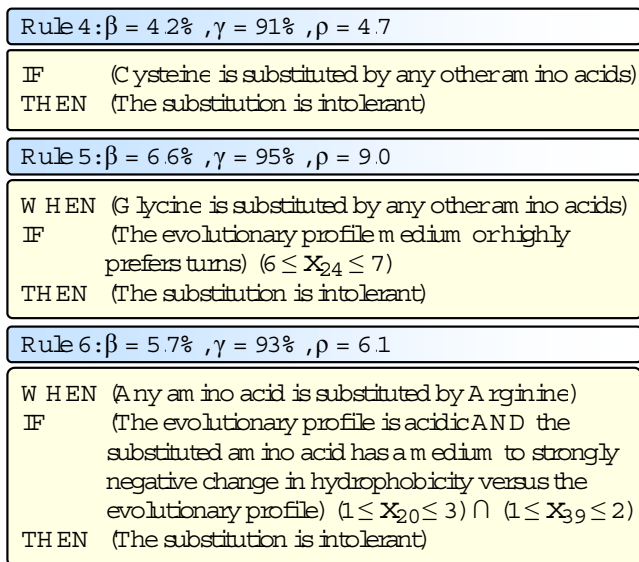 Rule 4: β = 4.2% , γ = 91% , ρ = 4.7
IF (Cysteine is substituted by any other amino acids)
THEN (The substitution is intolerant)
Rule 5: β = 6.6% , γ = 95% , ρ = 9.0
WHEN (Glycine is substituted by any other amino acids)
IF (The evolutionary profile medium or highly
prefers turns) (6 ≤ X₂₄ ≤ 7)
THEN (The substitution is intolerant)
Rule 6: β = 5.7% , γ = 93% , ρ = 6.1
WHEN (Any amino acid is substituted by Arginine)
IF (The evolutionary profile is acidic AND the
substituted amino acid has a medium to strongly
negative change in hydrophobicity versus the
evolutionary profile) (1 ≤ X₂₀ ≤ 3) ∩ (1 ≤ X₃₉ ≤ 2)
THEN (The substitution is intolerant)